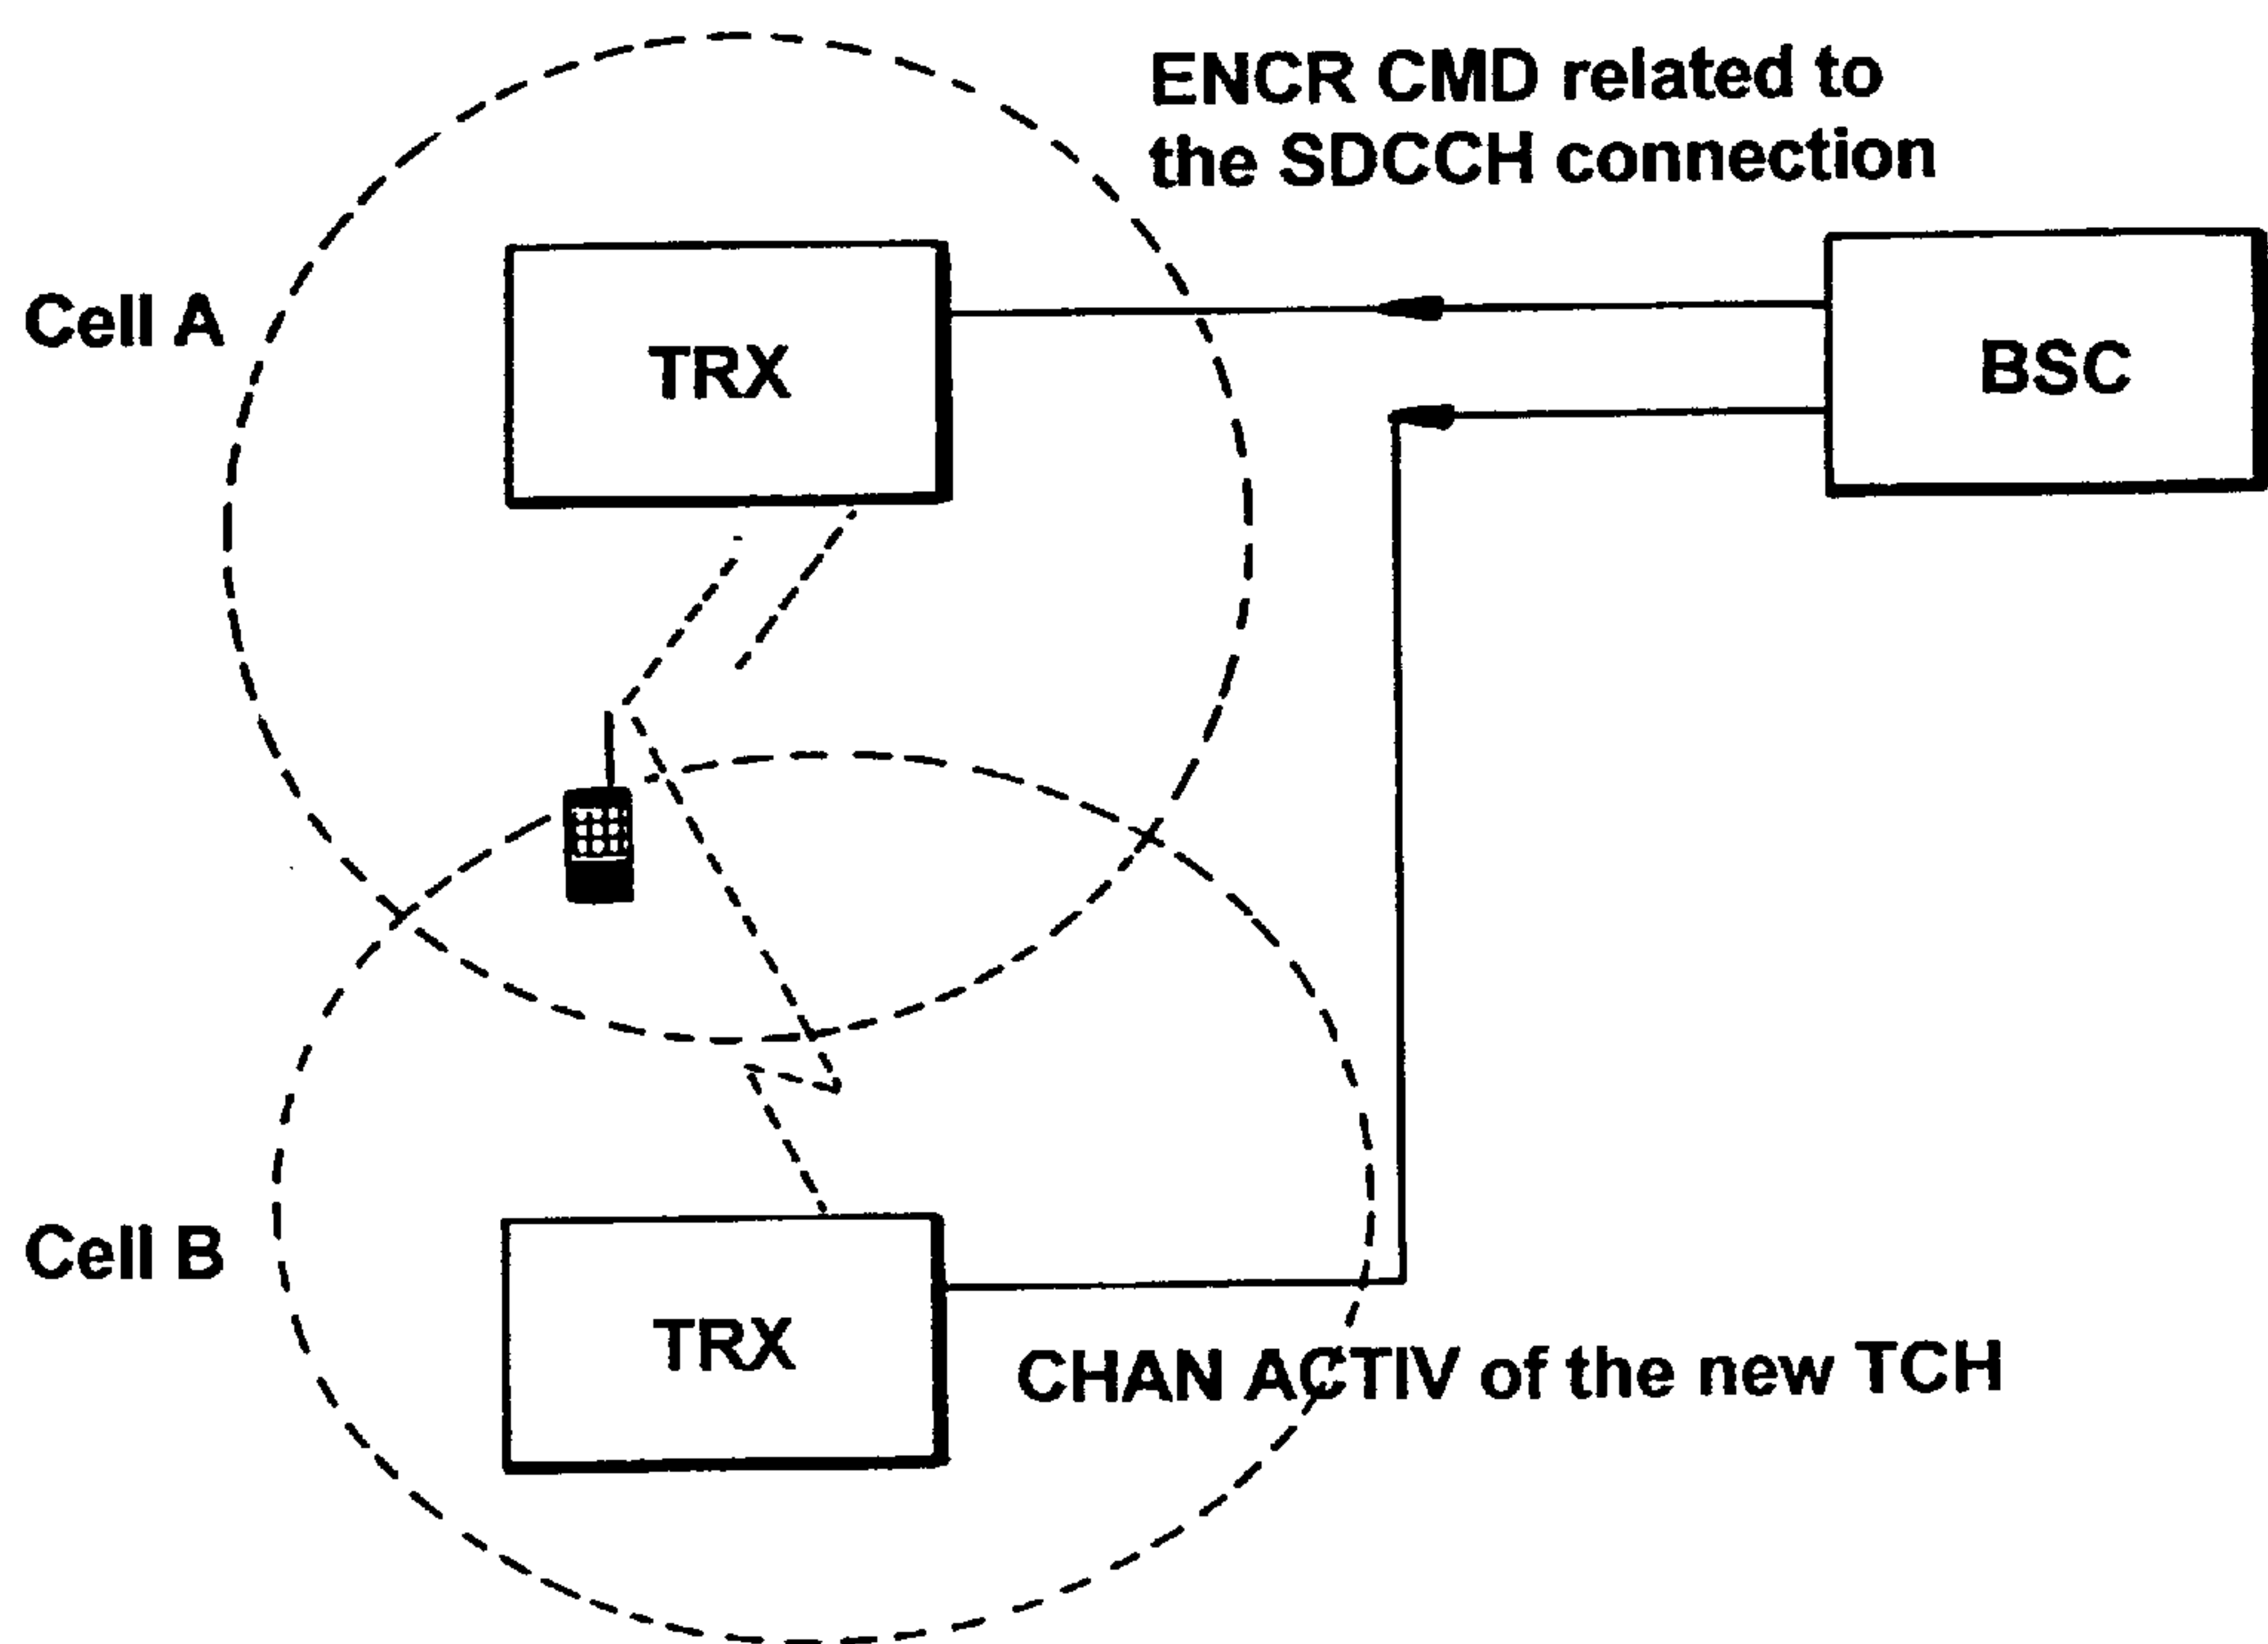 ENCR CMD related to
the SDCCH connection
Cell A
TRX
BSC
Cell B
TRX
CHAN ACTIV of the new TCH